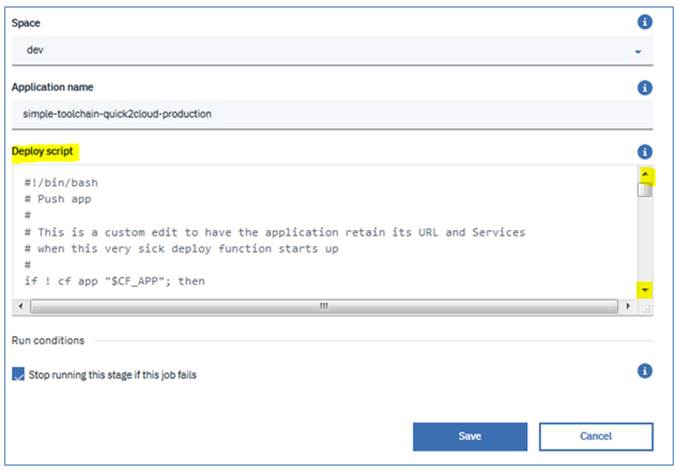 Space
dev
Application name
simple-toolchain-quick2cloud-production
Deploy script
#!/bin/bash
# Push app
#
# This is a custom edit to have the application retain its URL and Services
# when this very sick deploy function starts up
#
if ! cf app "$CF_APP"; then
Run conditions
Stop running this stage if this job fails
Save
Cancel